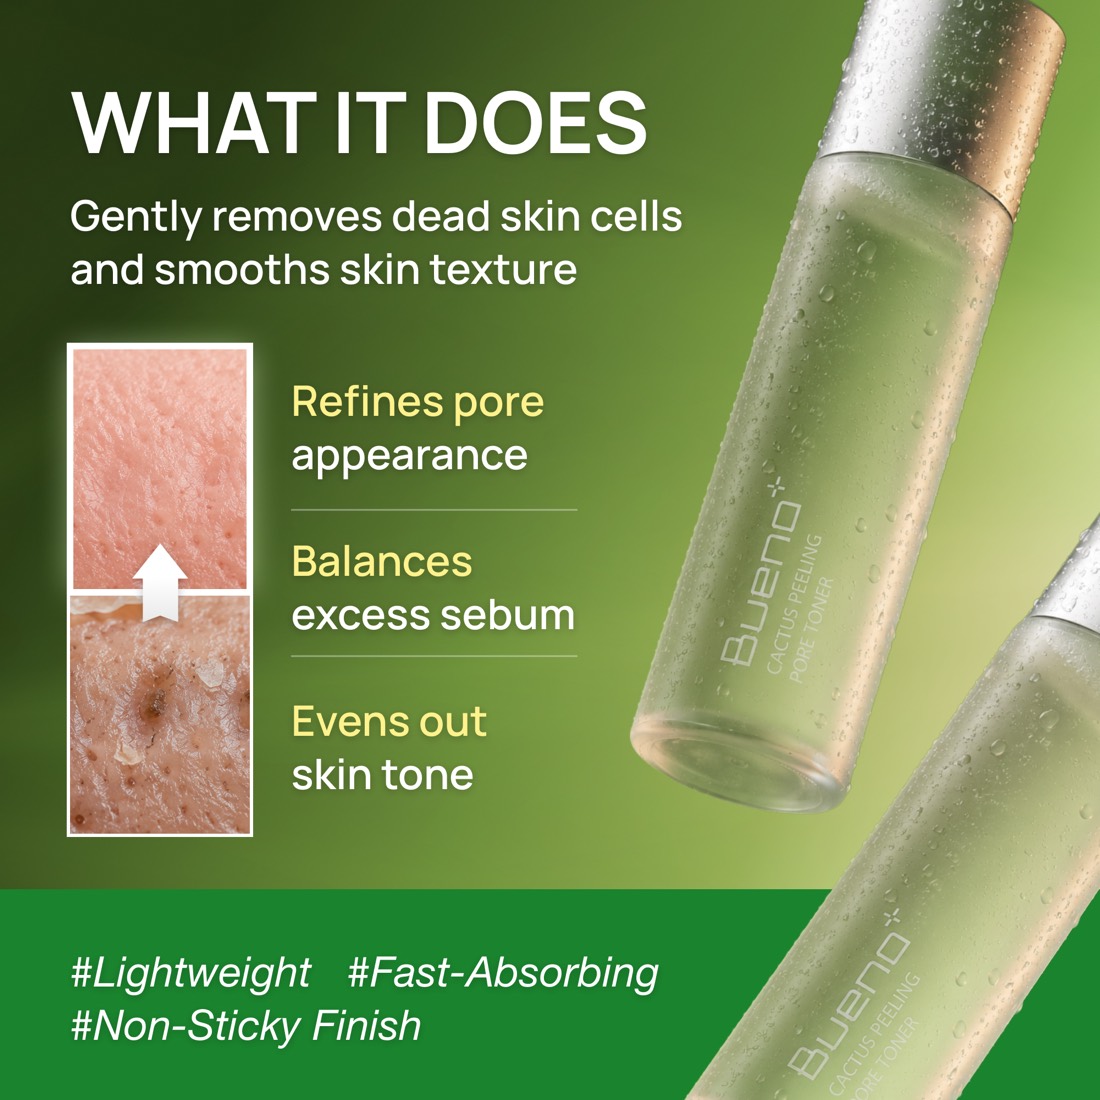 WHAT IT DOES
Gently removes dead skin cells
and smooths skin texture
Refines pore
appearance
Balances
excess sebum
Evens out
skin tone
Bueno+
CACTUS PEELING
PORE TONER
#Lightweight #Fast-Absorbing
#Non-Sticky Finish
Bueno+
CACTUS PEELING
PORE TONER